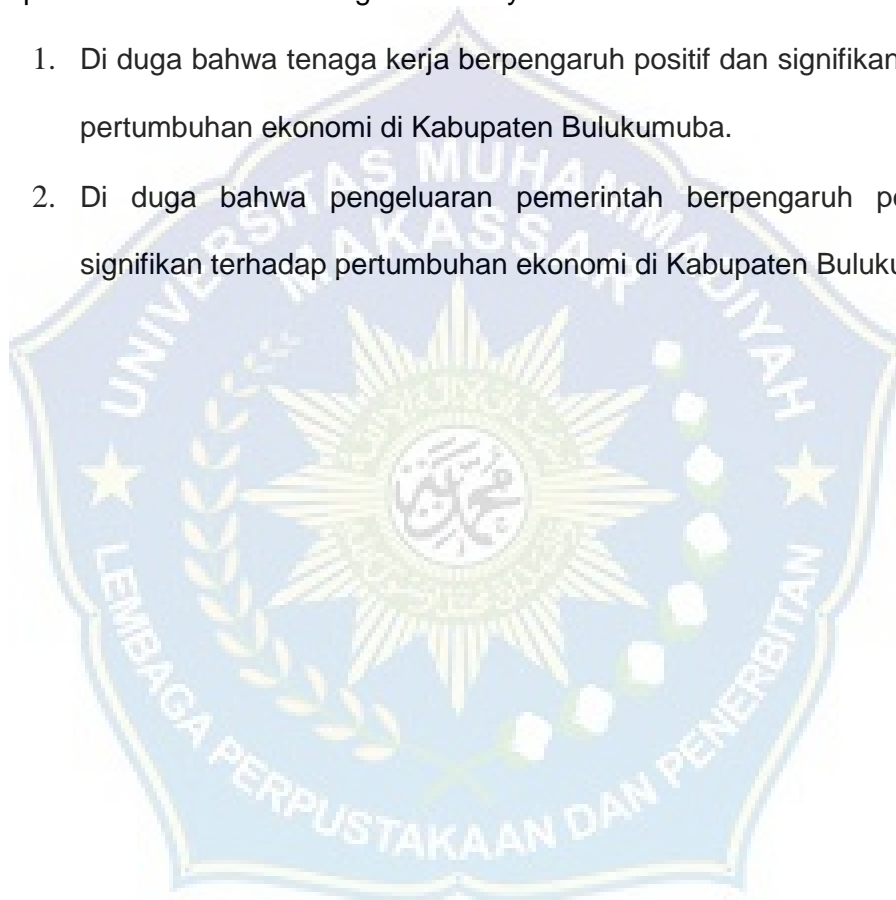 1. Di duga bahwa tenaga kerja berpengaruh positif dan signifikan
pertumbuhan ekonomi di Kabupaten Bulukumuba.
2. Di duga bahwa pengeluaran pemerintah berpengaruh
signifikan terhadap pertumbuhan ekonomi di Kabupaten
UNIVERSITAS MUHAMMADIYAH
MAKASSAR
LEMBAGA PERPUSTAKAAN DAN PENERBITAN